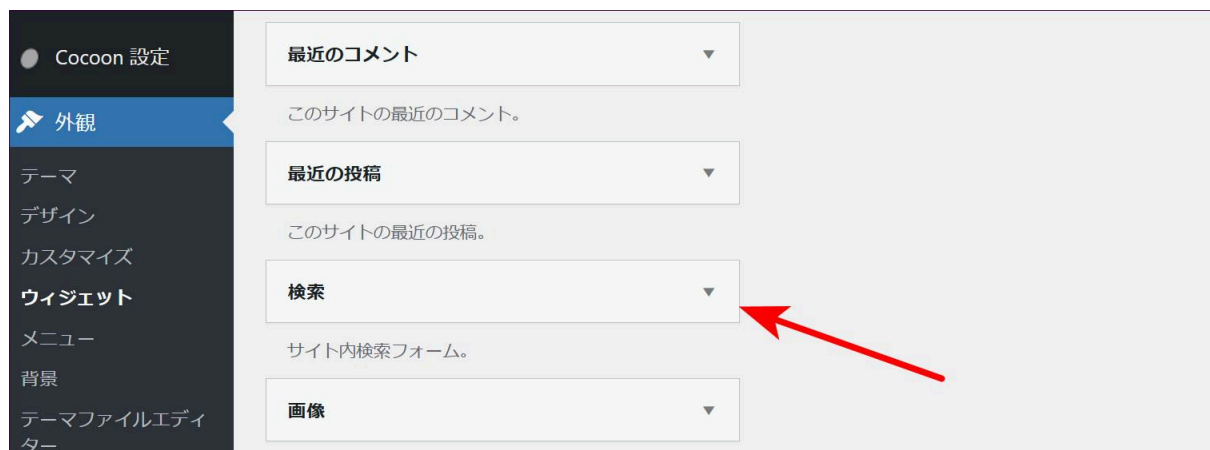 Cocoon 設定
外観
テーマ
デザイン
カスタマイズ
ウィジェット
メニュー
背景
テーマファイルエディ
ター
最近のコメント
このサイトの最近のコメント。
最近の投稿
このサイトの最近の投稿。
検索
サイト内検索フォーム。
画像